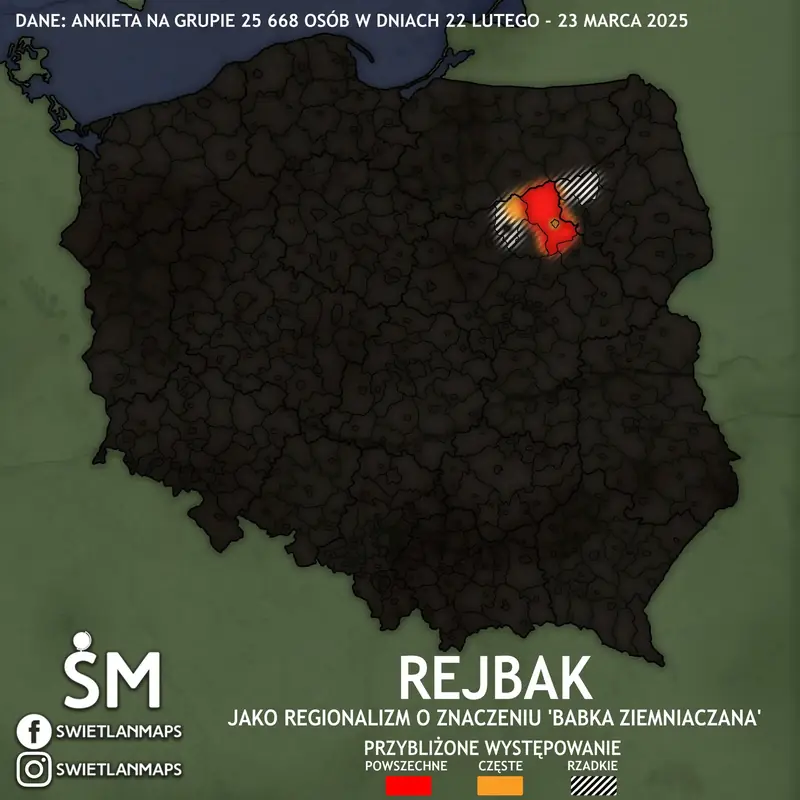 DANE: ANKIETA NA GRUPIE 25 668 OSÓB W DNIACH 22 LUTEGO - 23 MARCA 2025
ŚM
SWIETLANMAPS
SWIETLANMAPS
REJBAK
JAKO REGIONALIZM O ZNACZENIU 'BABKA ZIEMNIACZANA'
PRZYBLIŻONE WYSTĘPOWANIE
POWSZECHNE CZĘSTE RZADKIE